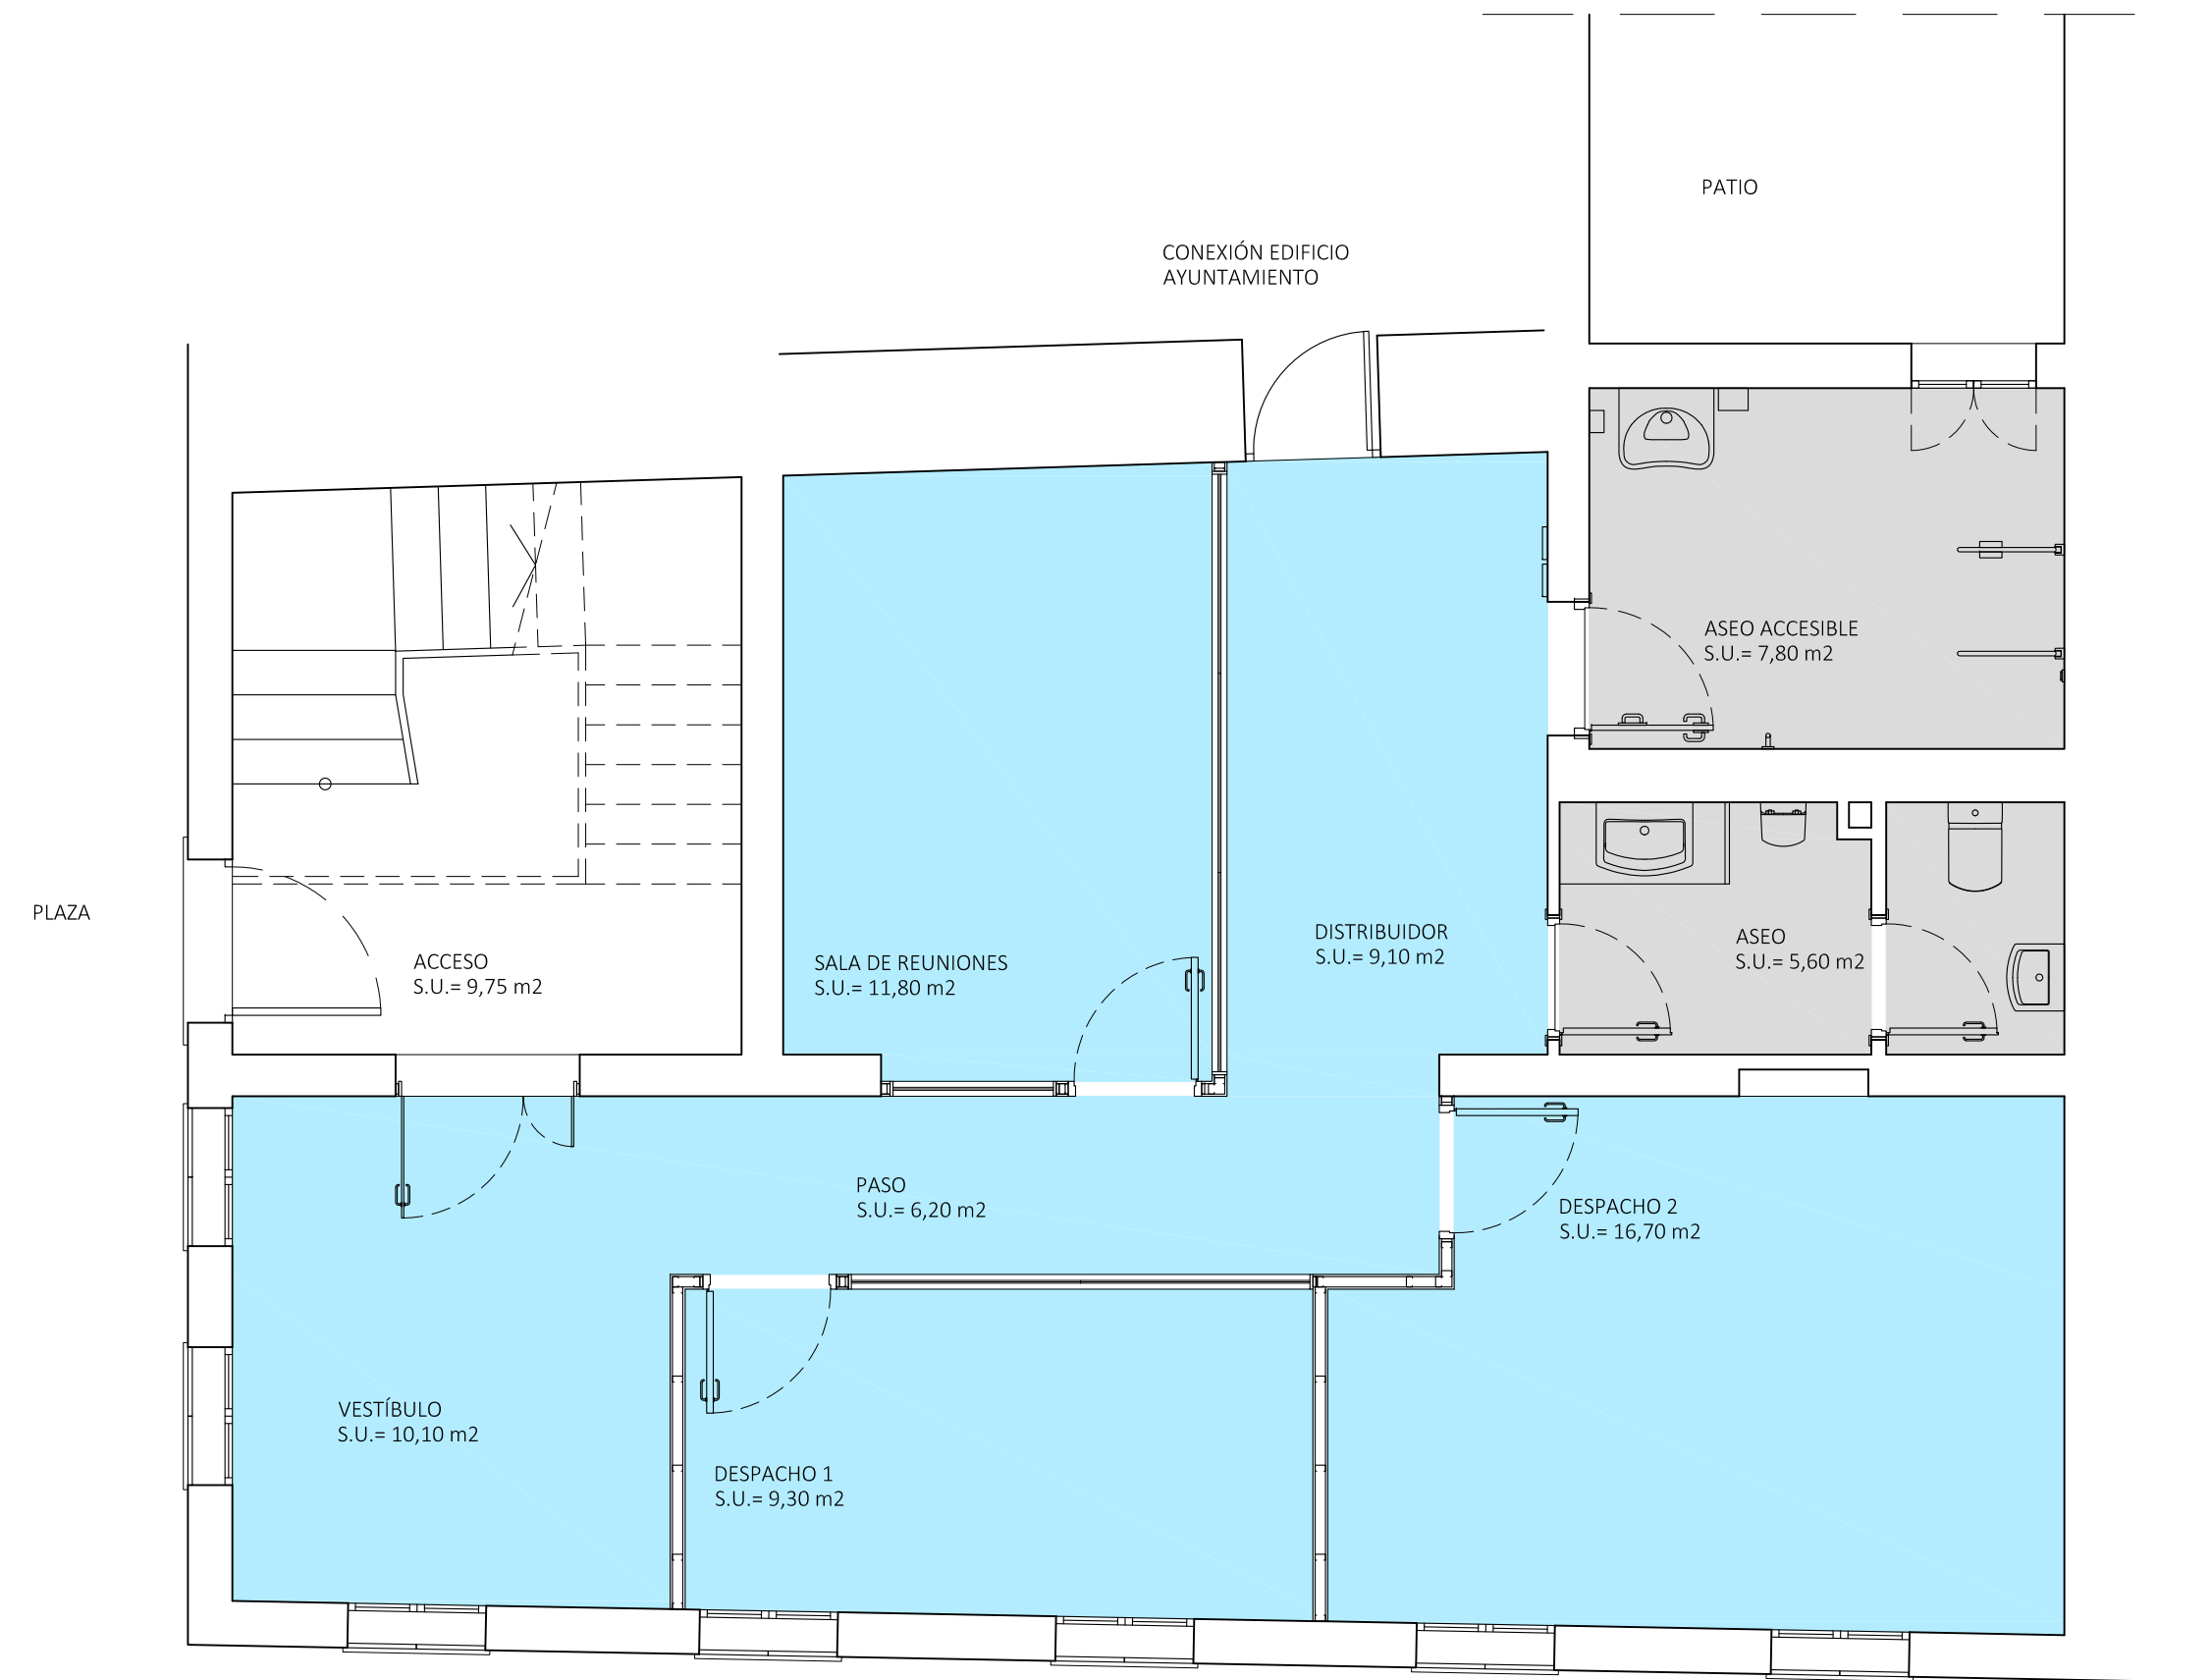 PATIO
CONEXIÓN EDIFICIO
AYUNTAMIENTO
ASEO ACCESIBLE
S.U.= 7,80 m2
PLAZA
ACCESO
S.U.= 9,75 m2
SALA DE REUNIONES
S.U.= 11,80 m2
DISTRIBUIDOR
S.U.= 9,10 m2
ASEO
S.U.= 5,60 m2
PASO
S.U.= 6,20 m2
DESPACHO 2
S.U.= 16,70 m2
VESTÍBULO
S.U.= 10,10 m2
DESPACHO 1
S.U.= 9,30 m2